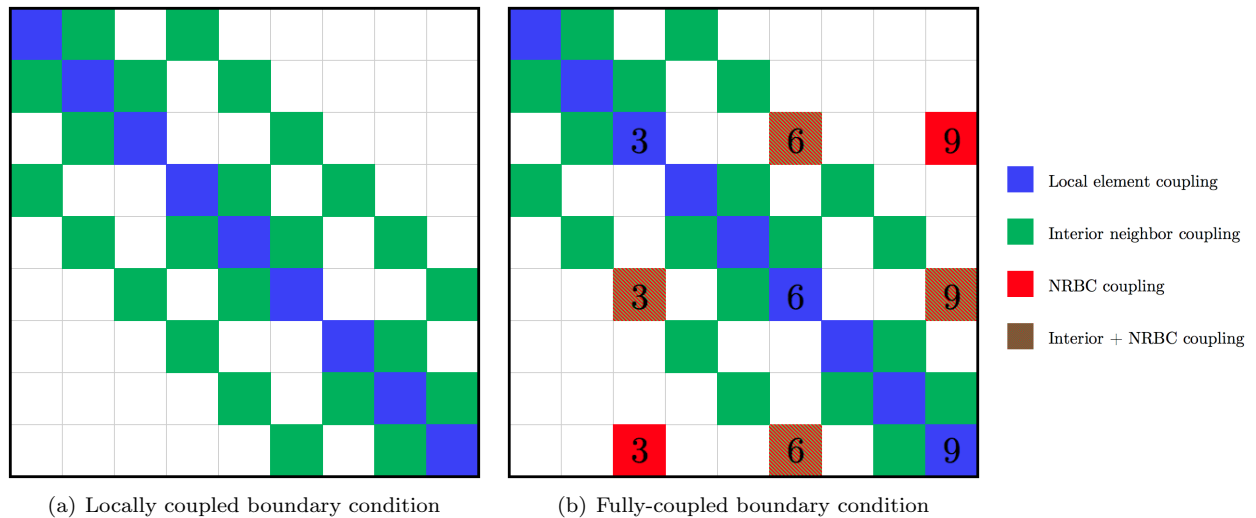 3 6 9
3 6 9
3 6 9
Local element coupling
Interior neighbor coupling
NRBC coupling
Interior + NRBC coupling
(a) Locally coupled boundary condition
(b) Fully-coupled boundary condition